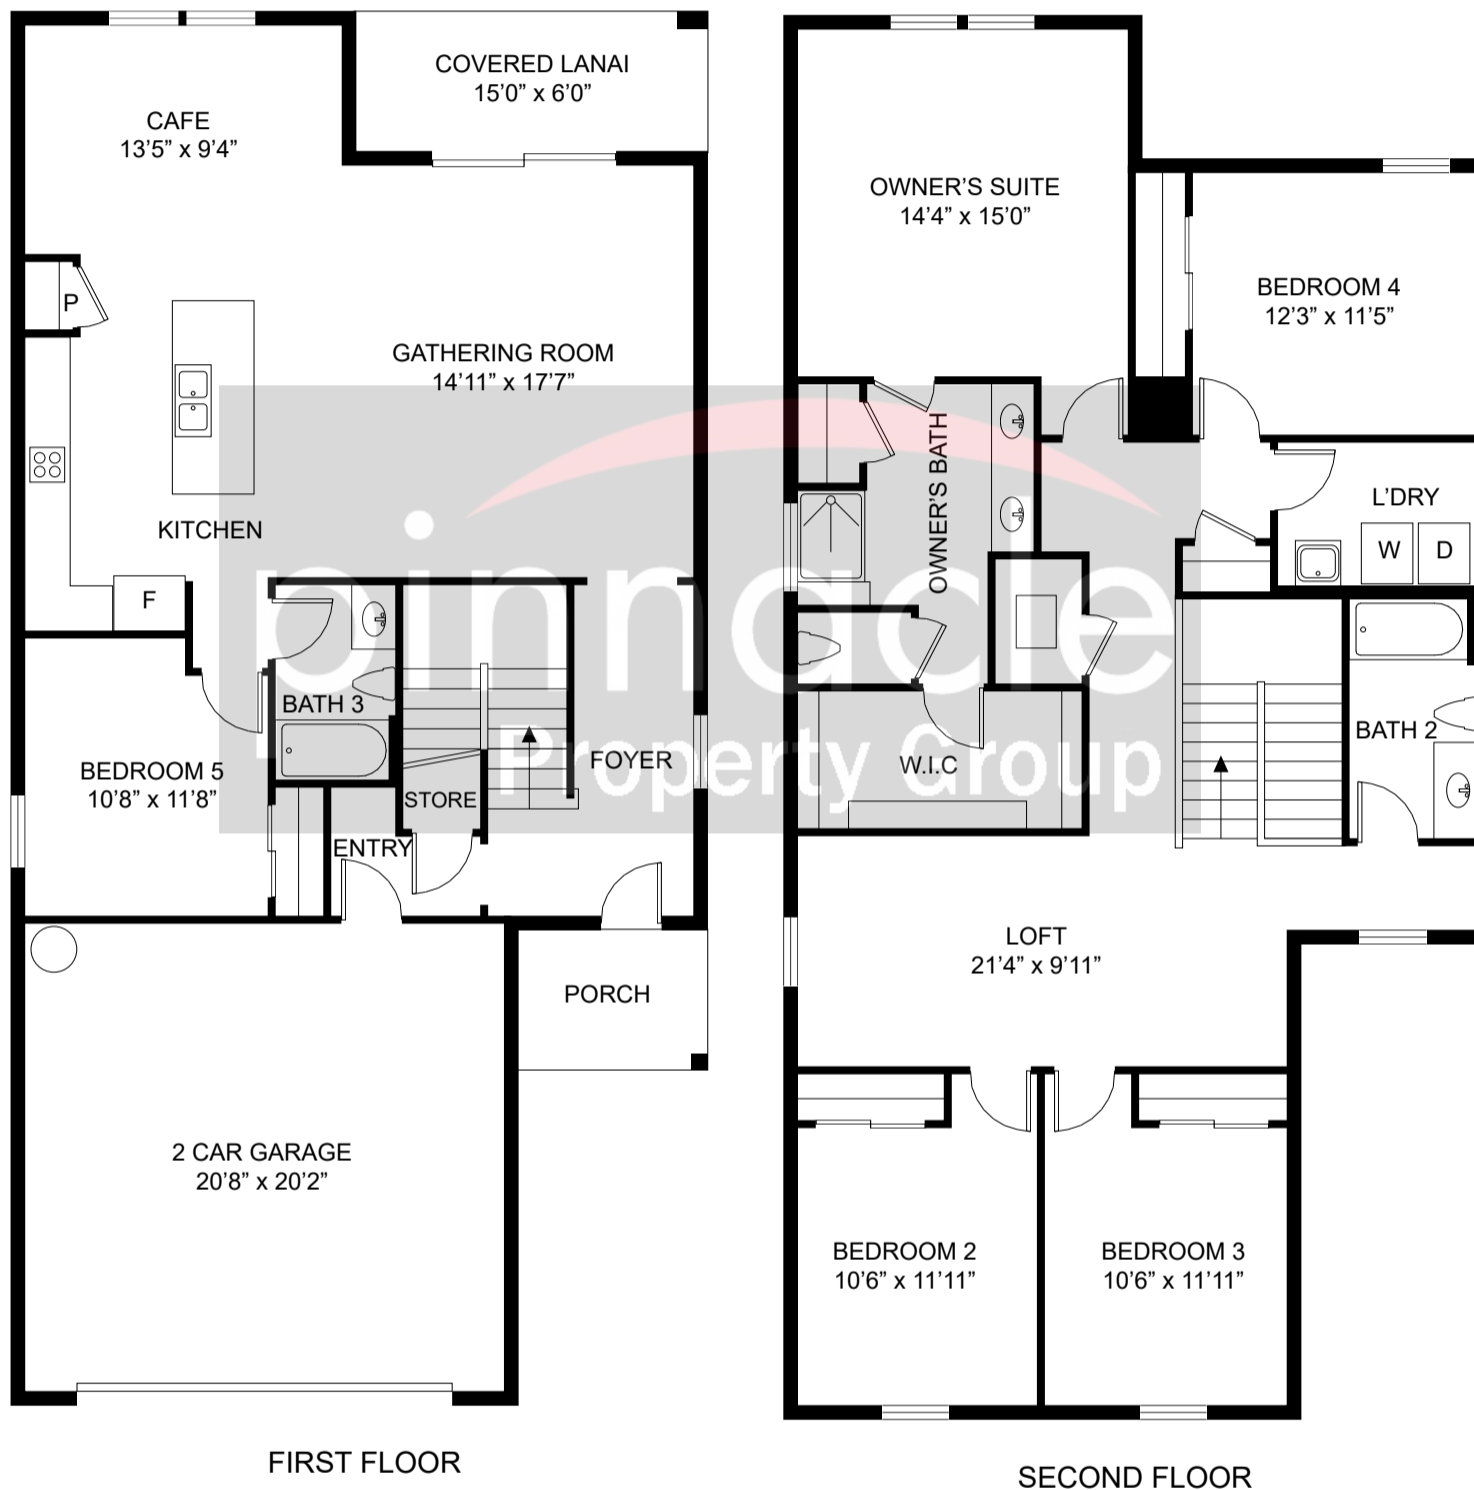 COVERED LANAI
15’0” x 6’0”
CAFE
13’5” x 9’4”
P
GATHERING ROOM
14’11” x 17’7”
KITCHEN
F
BATH 3
BEDROOM 5
10’8” x 11’8”
STORE
FOYER
ENTRY
PORCH
2 CAR GARAGE
20’8” x 20’2”
FIRST FLOOR
OWNER’S SUITE
14’4” x 15’0”
BEDROOM 4
12’3” x 11’5”
OWNER’S BATH
L’DRY
W
D
BATH 2
W.I.C
LOFT
21’4” x 9’11”
BEDROOM 2
10’6” x 11’11”
BEDROOM 3
10’6” x 11’11”
SECOND FLOOR
pinnacle
Property Group